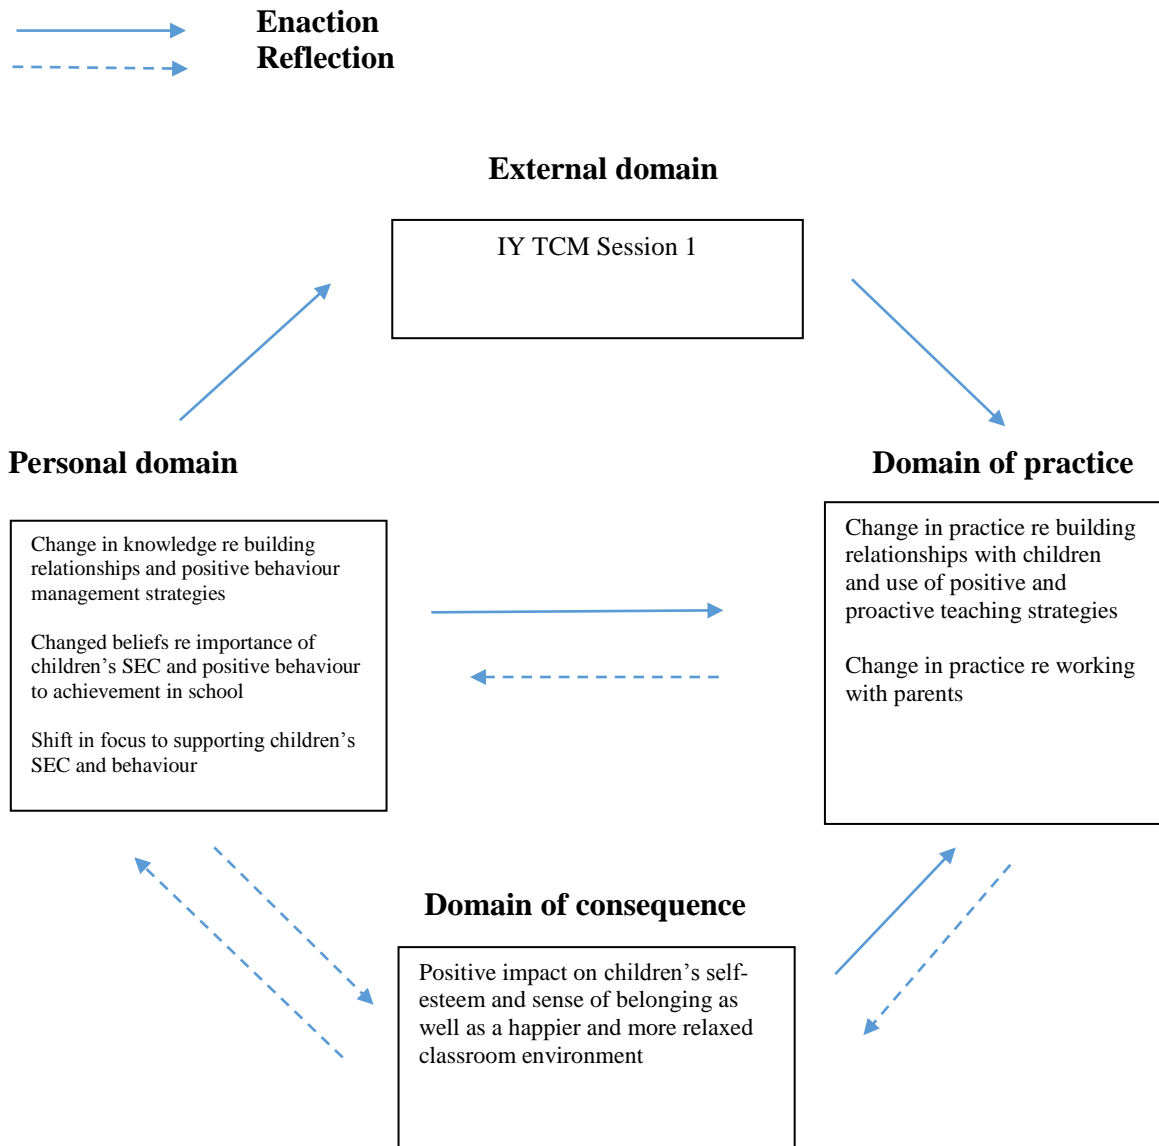 Enaction
Reflection
External domain
IY TCM Session 1
Personal domain
Domain of practice
Change in knowledge re building
relationships and positive behaviour
management strategies
Changed beliefs re importance of
children’s SEC and positive behaviour
to achievement in school
Shift in focus to supporting children’s
SEC and behaviour
Change in practice re building
relationships with children
and use of positive and
proactive teaching strategies
Change in practice re working
with parents
Domain of consequence
Positive impact on children’s self-
esteem and sense of belonging as
well as a happier and more relaxed
classroom environment